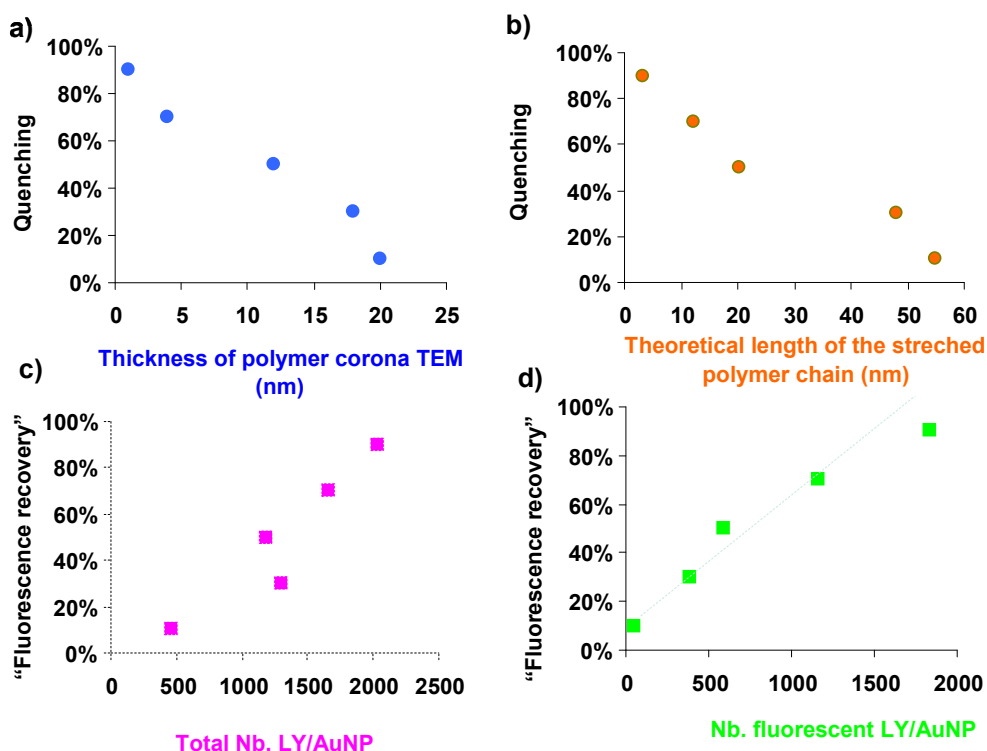 a)
Quenching
100%
80%
60%
40%
20%
0%
0 5 10 15 20 25
Thickness of polymer corona TEM
(nm)
b)
Quenching
100%
80%
60%
40%
20%
0%
0 10 20 30 40 50 60
Theoretical length of the streched
polymer chain (nm)
c)
“Fluorescence recovery”
100%
80%
60%
40%
20%
0%
0 500 1000 1500 2000 2500
Total Nb. LY/AuNP
d)
“Fluorescence recovery”
100%
80%
60%
40%
20%
0%
0 500 1000 1500 2000
Nb. fluorescent LY/AuNP